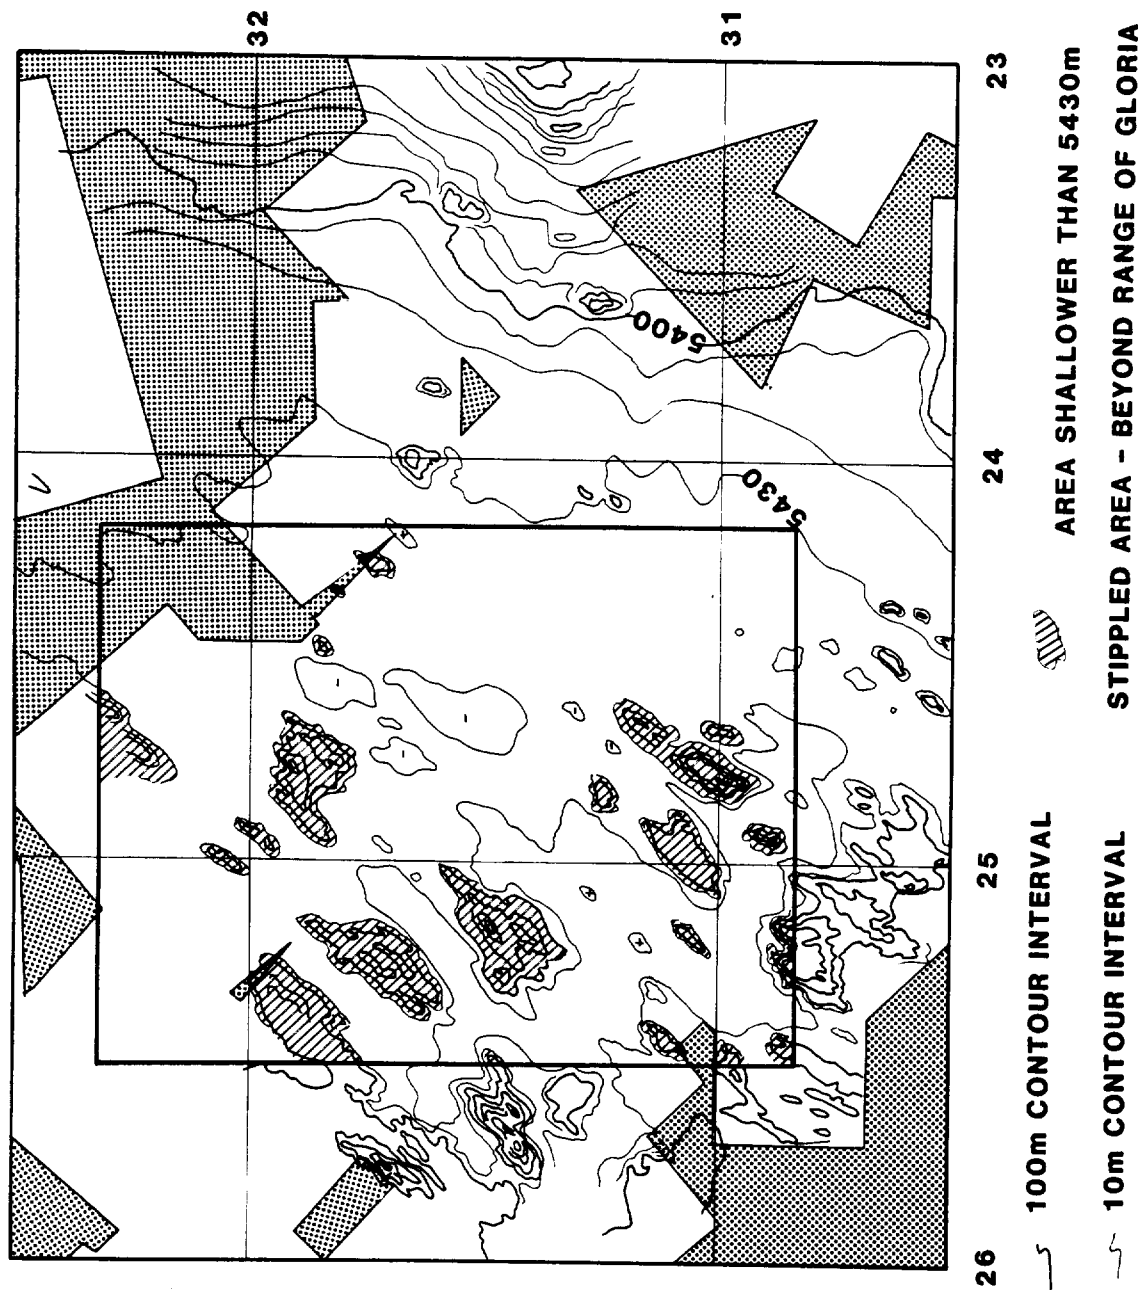 32
31
23
24
25
26
5400
5430
100m CONTOUR INTERVAL
10m CONTOUR INTERVAL
AREA SHALLOWER THAN 5430m
STIPPLED AREA - BEYOND RANGE OF GLORIA